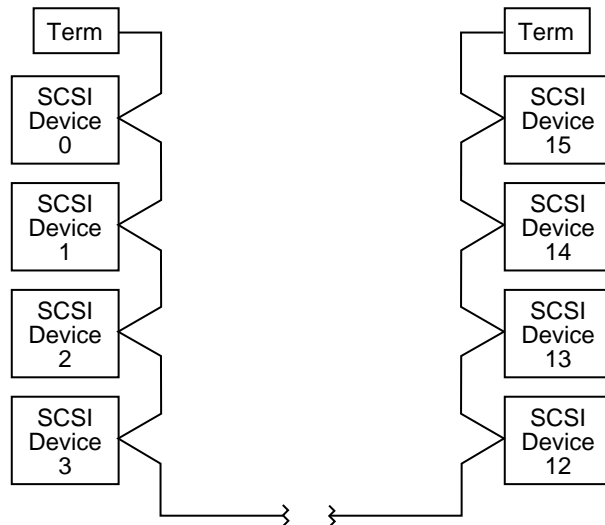 Term
SCSI
Device
0
SCSI
Device
1
SCSI
Device
2
SCSI
Device
3
Term
SCSI
Device
15
SCSI
Device
14
SCSI
Device
13
SCSI
Device
12